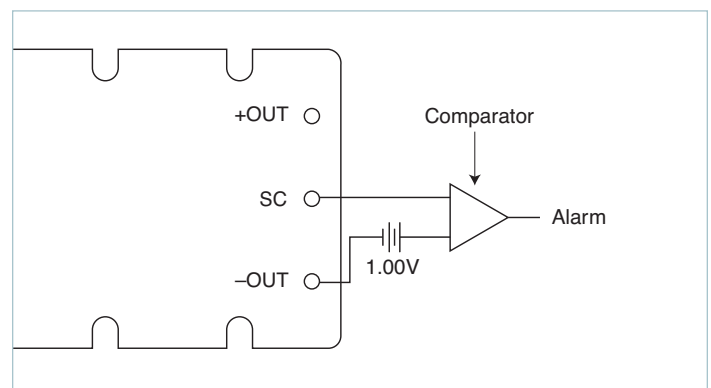 +OUT
Comparator
SC
Alarm
1.00V
–OUT